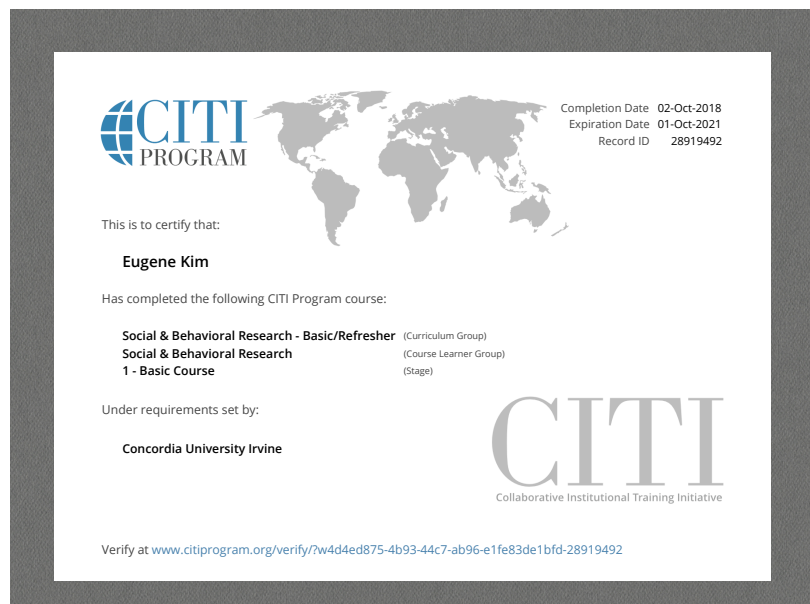 CITI
PROGRAM
Completion Date 02-Oct-2018
Expiration Date 01-Oct-2021
Record ID 28919492
This is to certify that:
Eugene Kim
Has completed the following CITI Program course:
Social & Behavioral Research - Basic/Refresher (Curriculum Group)
Social & Behavioral Research (Course Learner Group)
1 - Basic Course (Stage)
Under requirements set by:
Concordia University Irvine
CITI
Collaborative Institutional Training Initiative
Verify at www.citiprogram.org/verify/?w4d4ed875-4b93-44c7-ab96-e1fe83de1bfd-28919492